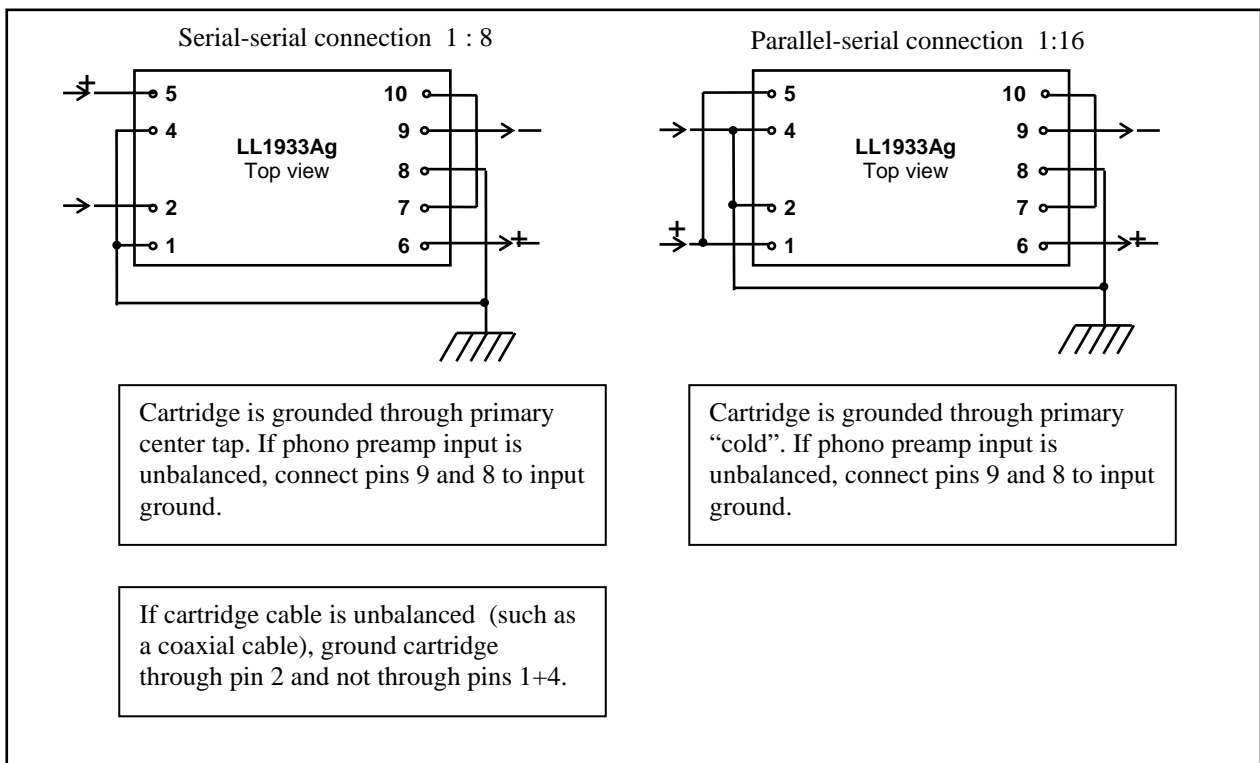 Serial-serial connection 1 : 8
+
5
4
2
1
LL1933Ag
Top view
10
9
8
7
6
—
+
Parallel-serial connection 1:16
+
5
4
2
1
LL1933Ag
Top view
10
9
8
7
6
—
+
Cartridge is grounded through primary
center tap. If phono preamp input is
unbalanced, connect pins 9 and 8 to input
ground.
Cartridge is grounded through primary
“cold”. If phono preamp input is
unbalanced, connect pins 9 and 8 to input
ground.
If cartridge cable is unbalanced (such as
a coaxial cable), ground cartridge
through pin 2 and not through pins 1+4.